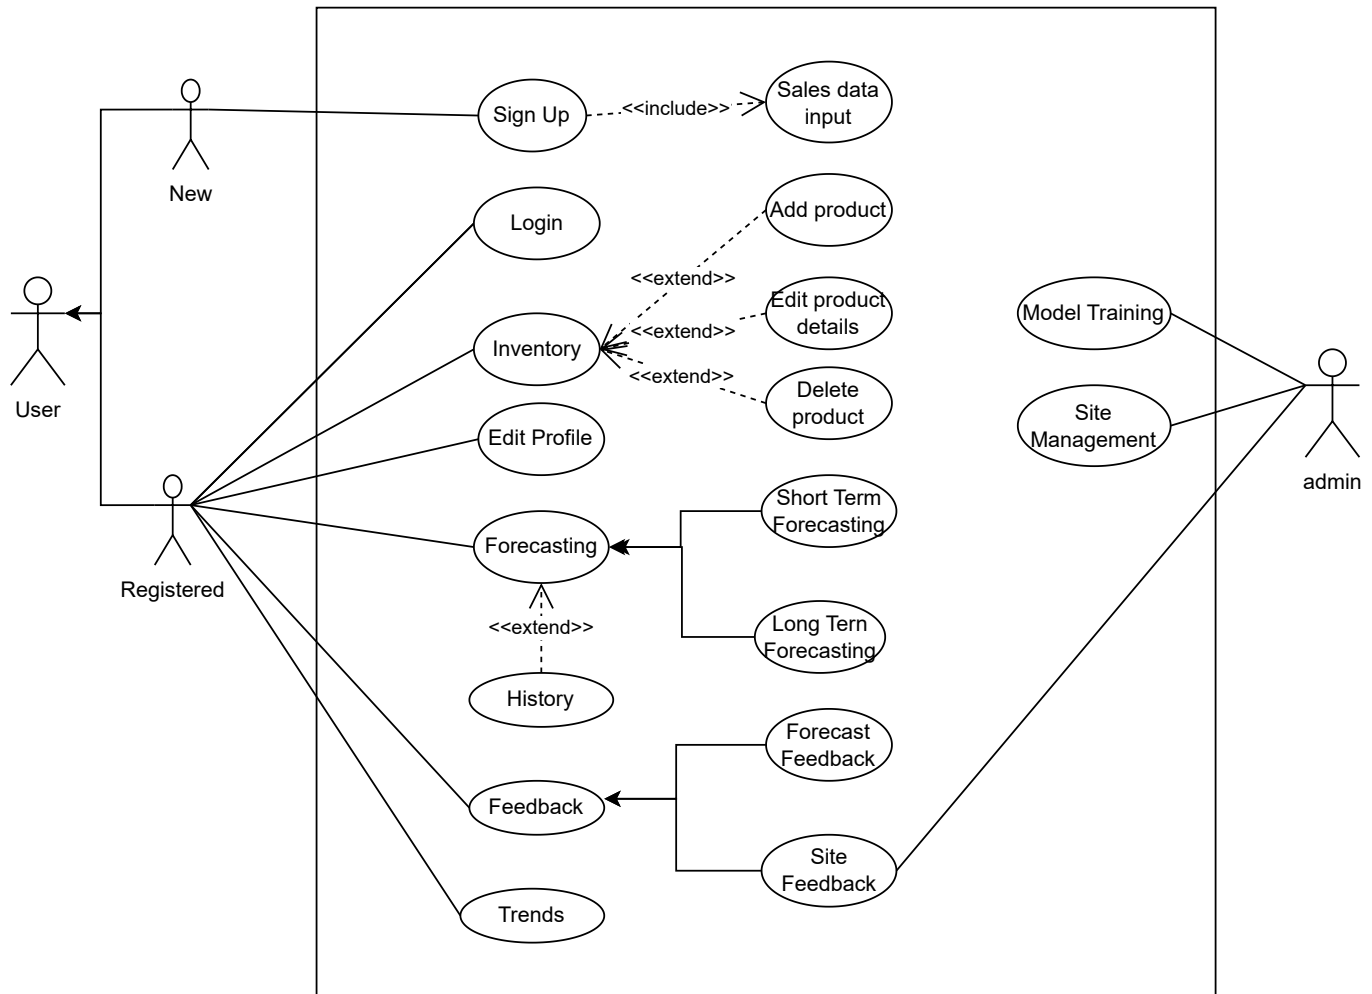 Sales data
input
Sign Up
<<include>>
New
Add product
Login
<<extend>>
Edit product
details
Model Training
<<extend>>
Inventory
<<extend>>
Delete
product
User
Site
Management
Edit Profile
admin
Short Term
Forecasting
Forecasting
Registered
<<extend>>
Long Tern
Forecasting
History
Forecast
Feedback
Feedback
Site
Feedback
Trends